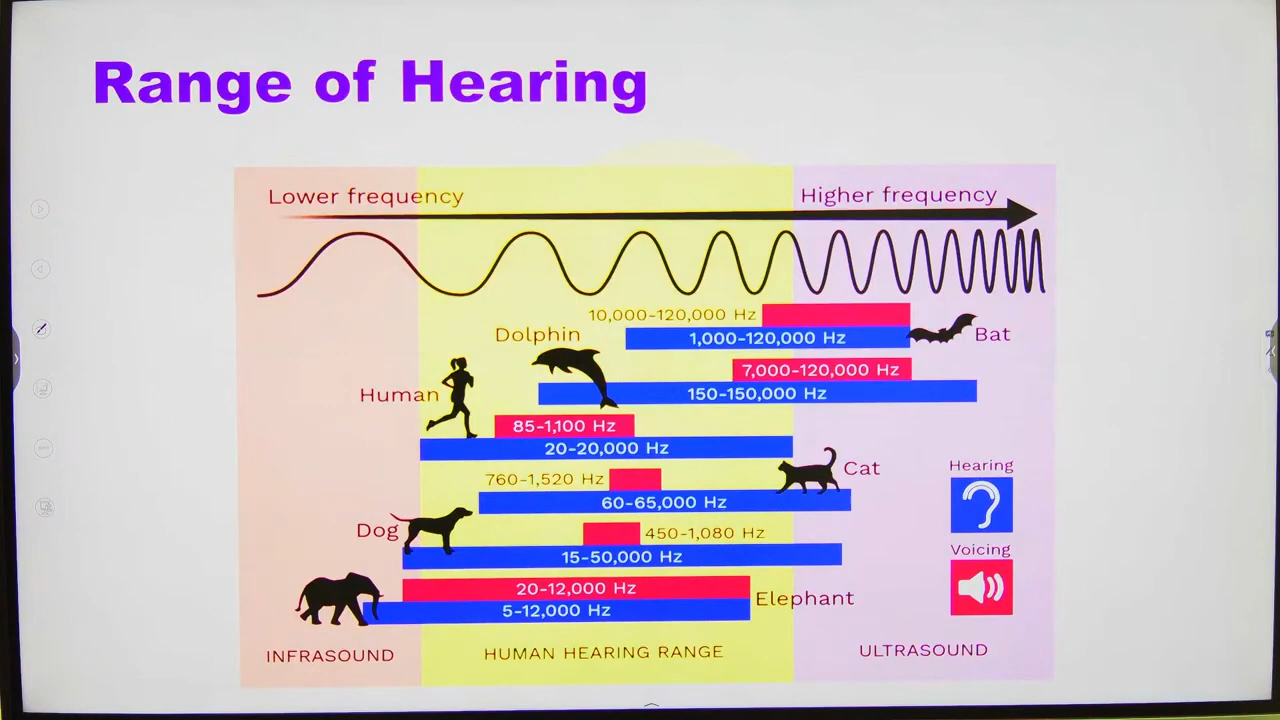 Range of Hearing
Lower frequency
Higher frequency
10,000-120,000 Hz
Dolphin
1,000-120,000 Hz
Bat
7,000-120,000 Hz
Human
150-150,000 Hz
85-1,100 Hz
20-20,000 Hz
Cat
Hearing
760-1,520 Hz
60-65,000 Hz
Dog
450-1,080 Hz
Voicing
15-50,000 Hz
20-12,000 Hz
Elephant
5-12,000 Hz
INFRASOUND
HUMAN HEARING RANGE
ULTRASOUND